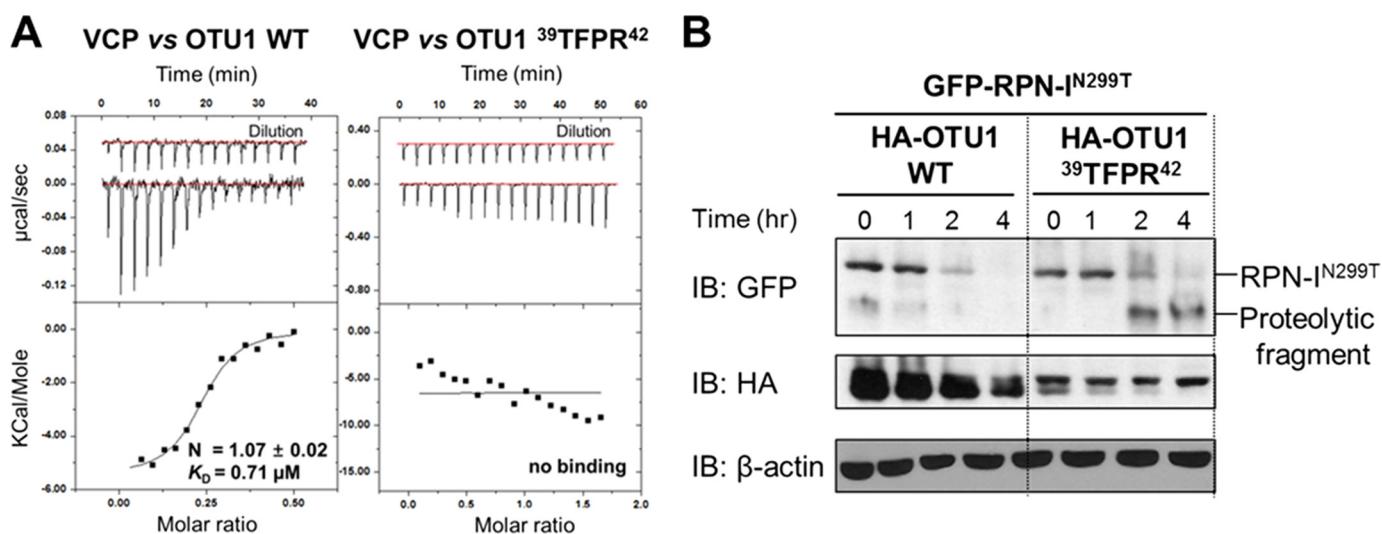 A
VCP vs OTU1 WT
Time (min)
0 10 20 30 40
Dilution
0.08
0.04
0.00
-0.04
-0.08
-0.12
µcal/sec
0.00
-2.00
-4.00
-6.00
KCal/Mole
N = 1.07 ± 0.02
KD = 0.71 µM
0.00 0.25 0.50
Molar ratio
VCP vs OTU1 39TFPR42
Time (min)
0 10 20 30 40 50 60
Dilution
0.40
0.00
-0.40
-0.80
0.00
-5.00
-10.00
-15.00
no binding
0.0 0.5 1.0 1.5 2.0
Molar ratio
B
GFP-RPN-IN299T
HA-OTU1
WT
HA-OTU1
39TFPR42
Time (hr) 0 1 2 4 0 1 2 4
IB: GFP
RPN-IN299T
Proteolytic
fragment
IB: HA
IB: β-actin